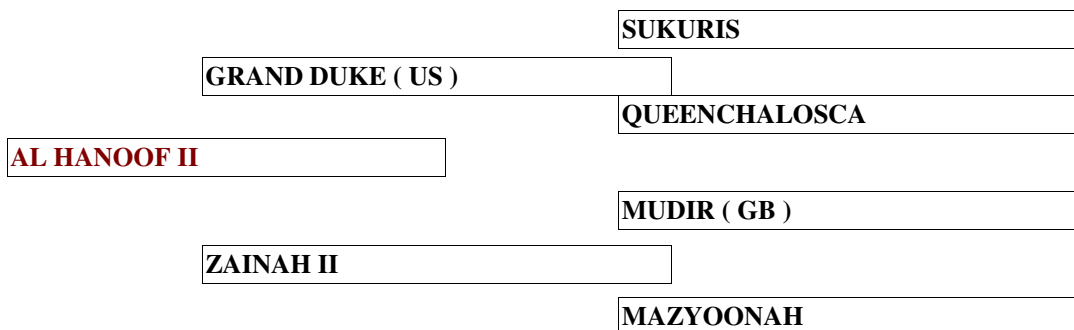 SUKURIS
GRAND DUKE ( US )
QUEENCHALOSCA
AL HANOOF II
MUDIR ( GB )
ZAINAH II
MAZYOONAH